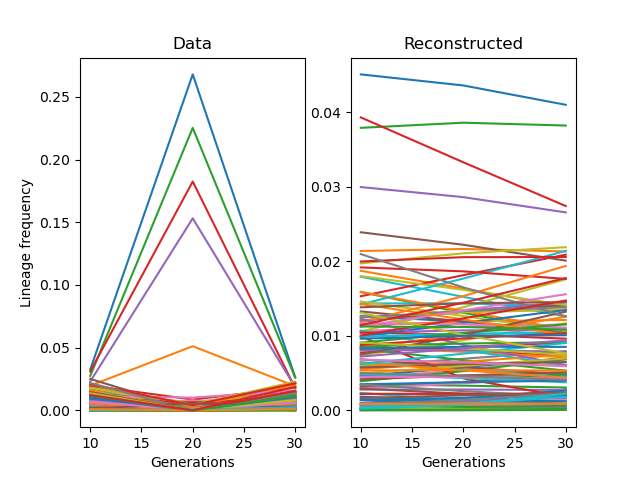 Data
0.25
0.20
0.15
0.10
0.05
0.00
Lineage frequency
10 15 20 25 30
Generations
Reconstructed
0.04
0.03
0.02
0.01
0.00
10 15 20 25 30
Generations